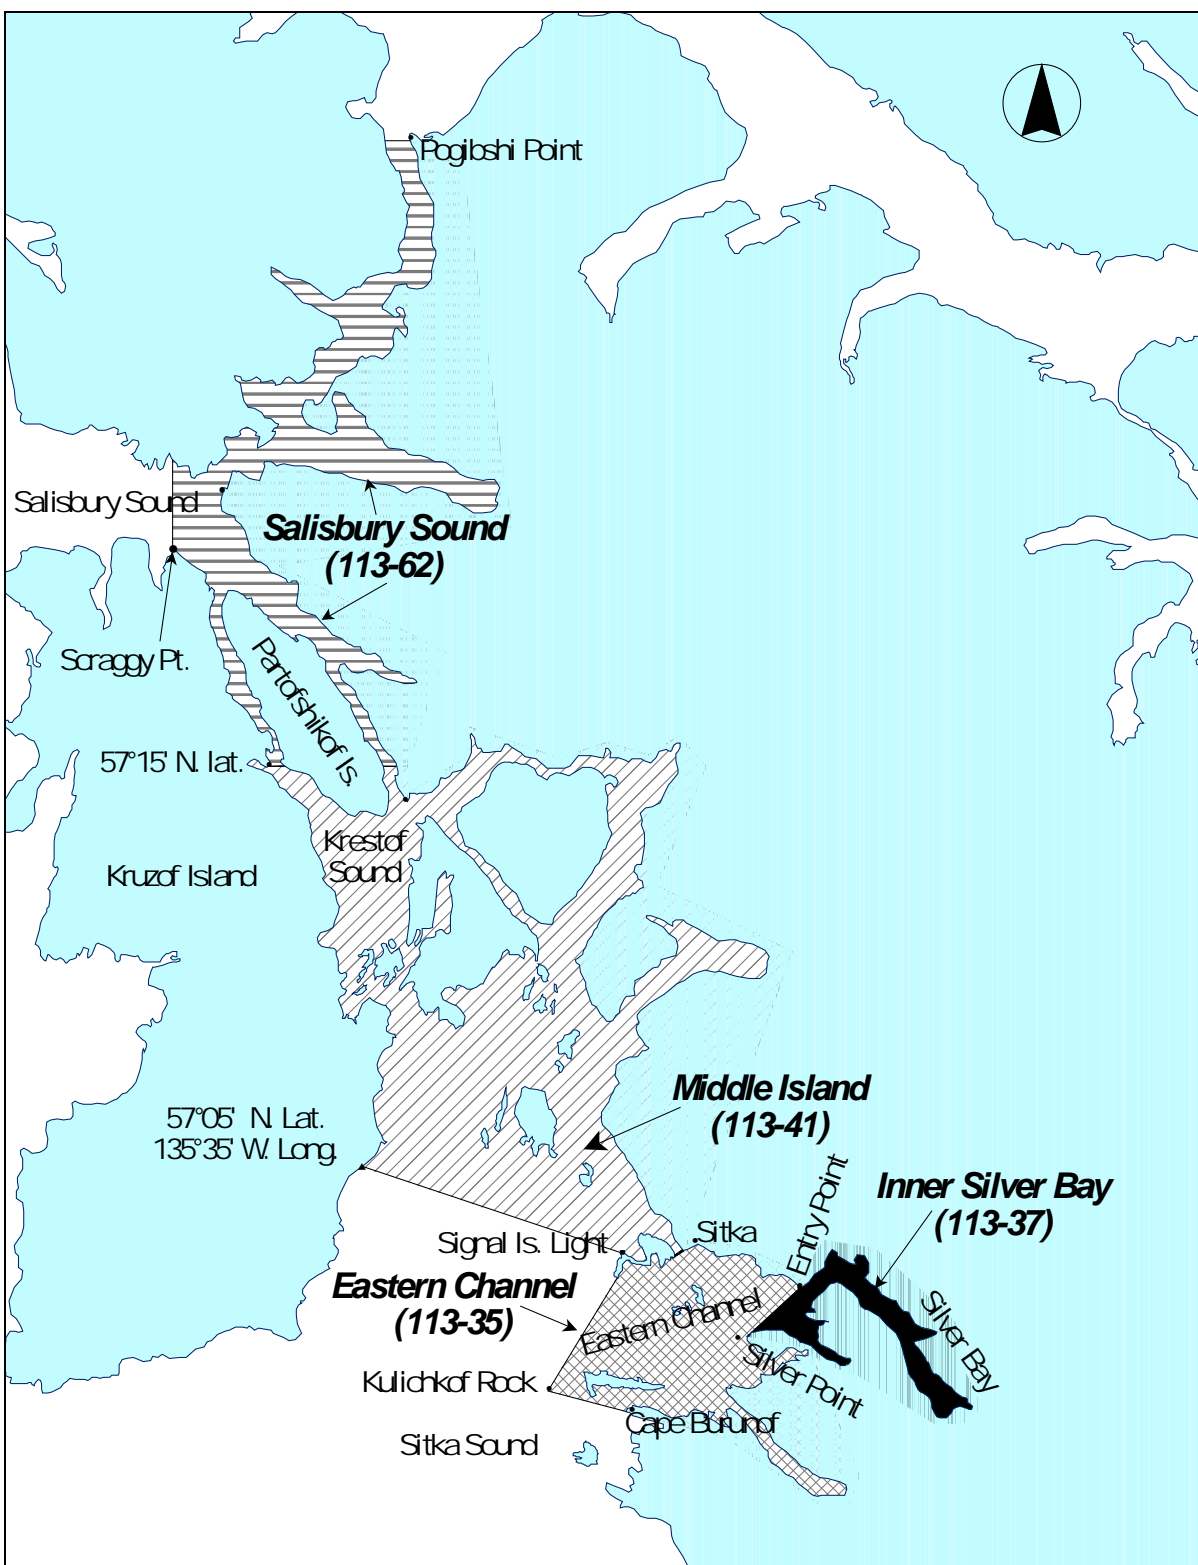 Pogibshi Point
Salisbury Sound
Salisbury Sound
(113-62)
Scraggy Pt.
Partofshikof Is.
57°15' N. lat.
Krestof
Sound
Kruzof Island
Middle Island
(113-41)
57°05' N. Lat.
135°35' W. Long.
Entry Point
Inner Silver Bay
(113-37)
Sitka
Signal Is. Light
Eastern Channel
(113-35)
Eastern Channel
Silver Bay
Silver Point
Kulichkof Rock
Cape Burunof
Sitka Sound